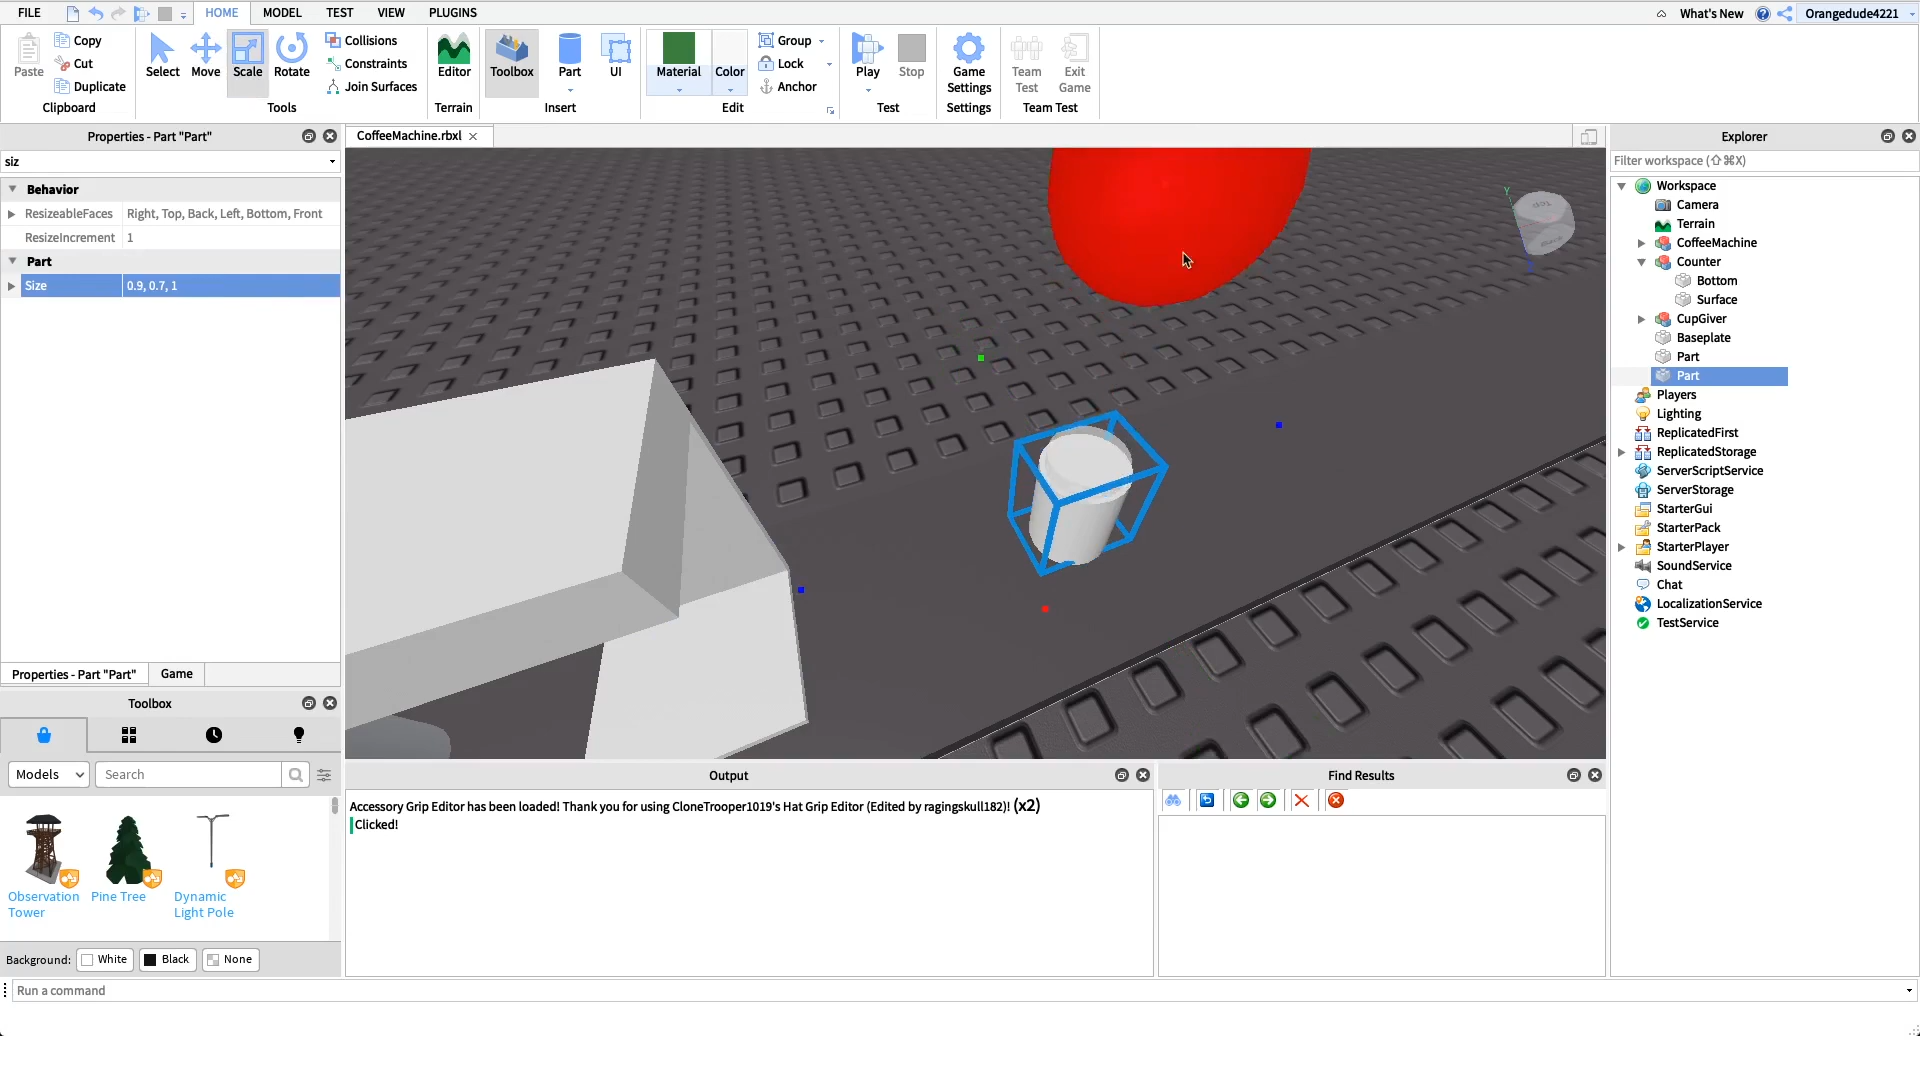 FILE HOME MODEL TEST VIEW PLUGINS What's New Orangedude4221
Paste Copy Cut Duplicate Clipboard
Select Move Scale Rotate Collisions Constraints Join Surfaces Tools
Editor Terrain
Toolbox Part UI Insert
Material Color Group Lock Anchor Edit
Play Stop Test
Game Settings Settings
Team Test Exit Game Team Test
Properties - Part "Part"
siz
Behavior
ResizeableFaces Right, Top, Back, Left, Bottom, Front
ResizeIncrement 1
Part
Size 0.9, 0.7, 1
Properties - Part "Part" Game
Toolbox
Models Search
Observation Tower
Pine Tree
Dynamic Light Pole
Background: White Black None
Run a command
CoffeeMachine.rbxl
Y
Output
Accessory Grip Editor has been loaded! Thank you for using CloneTrooper1019's Hat Grip Editor (Edited by ragingskull182)! (x2)
Clicked!
Find Results
Explorer
Filter workspace (⇧⌘X)
Workspace
Camera
Terrain
CoffeeMachine
Counter
Bottom
Surface
CupGiver
Baseplate
Part
Part
Players
Lighting
ReplicatedFirst
ReplicatedStorage
ServerScriptService
ServerStorage
StarterGui
StarterPack
StarterPlayer
SoundService
Chat
LocalizationService
TestService